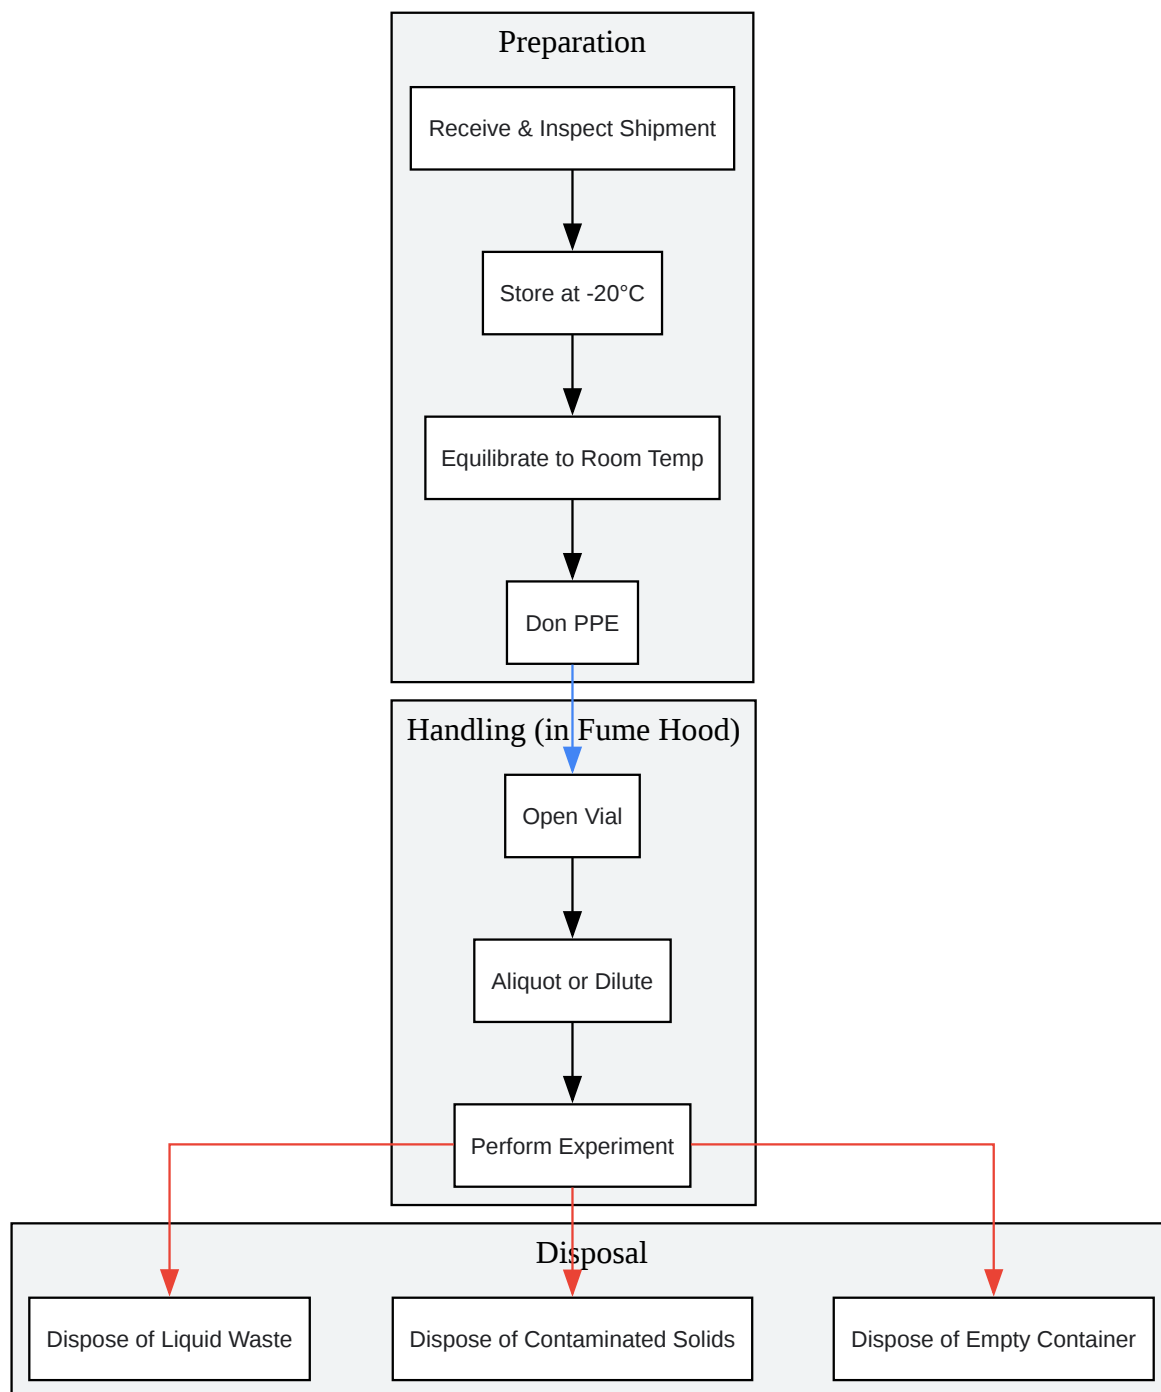 Preparation
Receive & Inspect Shipment
Store at -20°C
Equilibrate to Room Temp
Don PPE
Handling (in Fume Hood)
Open Vial
Aliquot or Dilute
Perform Experiment
Disposal
Dispose of Liquid Waste
Dispose of Contaminated Solids
Dispose of Empty Container